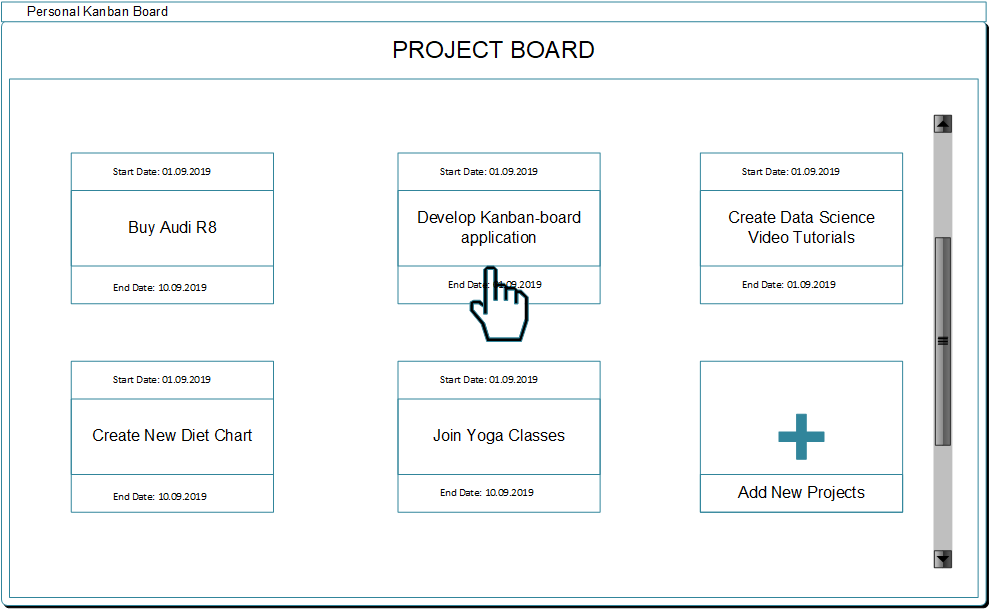 Personal Kanban Board
PROJECT BOARD
Start Date: 01.09.2019
Buy Audi R8
End Date: 10.09.2019
Start Date: 01.09.2019
Develop Kanban-board
application
End Date: 01.09.2019
Start Date: 01.09.2019
Create Data Science
Video Tutorials
End Date: 01.09.2019
Start Date: 01.09.2019
Create New Diet Chart
End Date: 10.09.2019
Start Date: 01.09.2019
Join Yoga Classes
End Date: 10.09.2019
Add New Projects